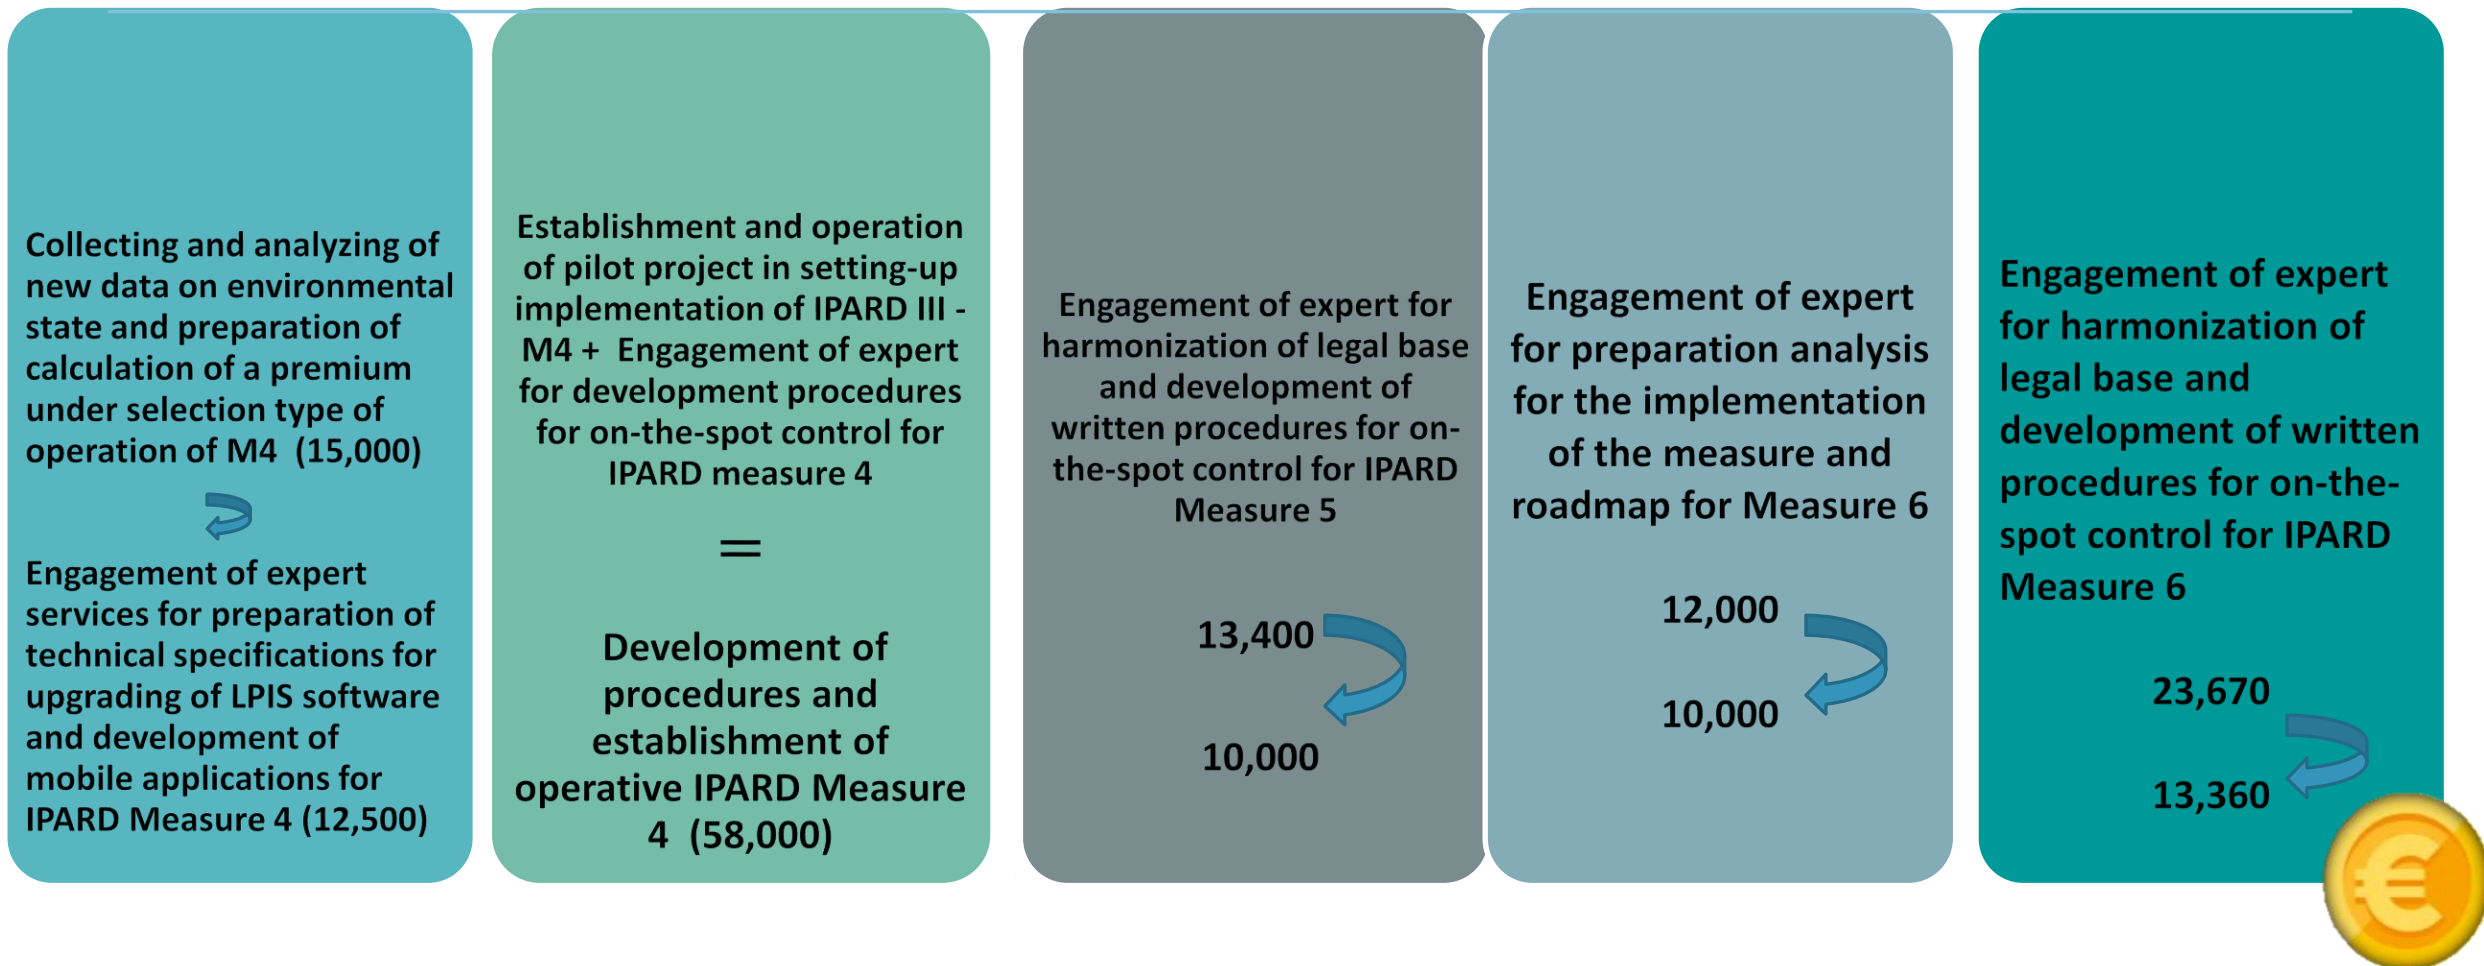 Collecting and analyzing of
new data on environmental
state and preparation of
calculation of a premium
under selection type of
operation of M4 (15,000)
Engagement of expert
services for preparation of
technical specifications for
upgrading of LPIS software
and development of
mobile applications for
IPARD Measure 4 (12,500)
Establishment and operation
of pilot project in setting-up
implementation of IPARD III -
M4 + Engagement of expert
for development procedures
for on-the-spot control for
IPARD measure 4
=
Development of
procedures and
establishment of
operative IPARD Measure
4 (58,000)
Engagement of expert for
harmonization of legal base
and development of
written procedures for on-
the-spot control for IPARD
Measure 5
13,400
10,000
Engagement of expert
for preparation analysis
for the implementation
of the measure and
roadmap for Measure 6
12,000
10,000
Engagement of expert
for harmonization of
legal base and
development of written
procedures for on-the-
spot control for IPARD
Measure 6
23,670
13,360
€